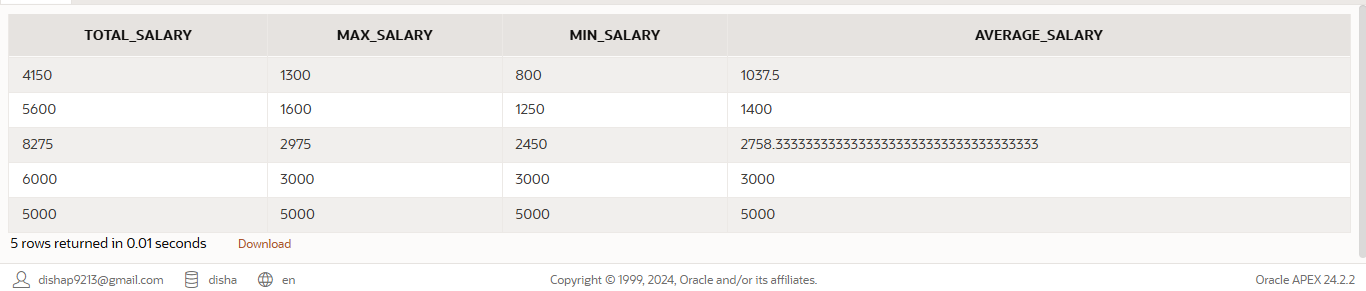 TOTAL_SALARY MAX_SALARY MIN_SALARY AVERAGE_SALARY
4150 1300 800 1037.5
5600 1600 1250 1400
8275 2975 2450 2758.33333333333333333333333333333333333
6000 3000 3000 3000
5000 5000 5000 5000
5 rows returned in 0.01 seconds Download
dishap9213@gmail.com disha en Copyright © 1999, 2024, Oracle and/or its affiliates. Oracle APEX 24.2.2